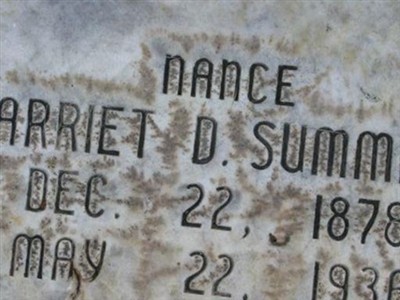 NANCE
ARRIET D. SUMM
DEC. 22, 1878
MAY 22, 193